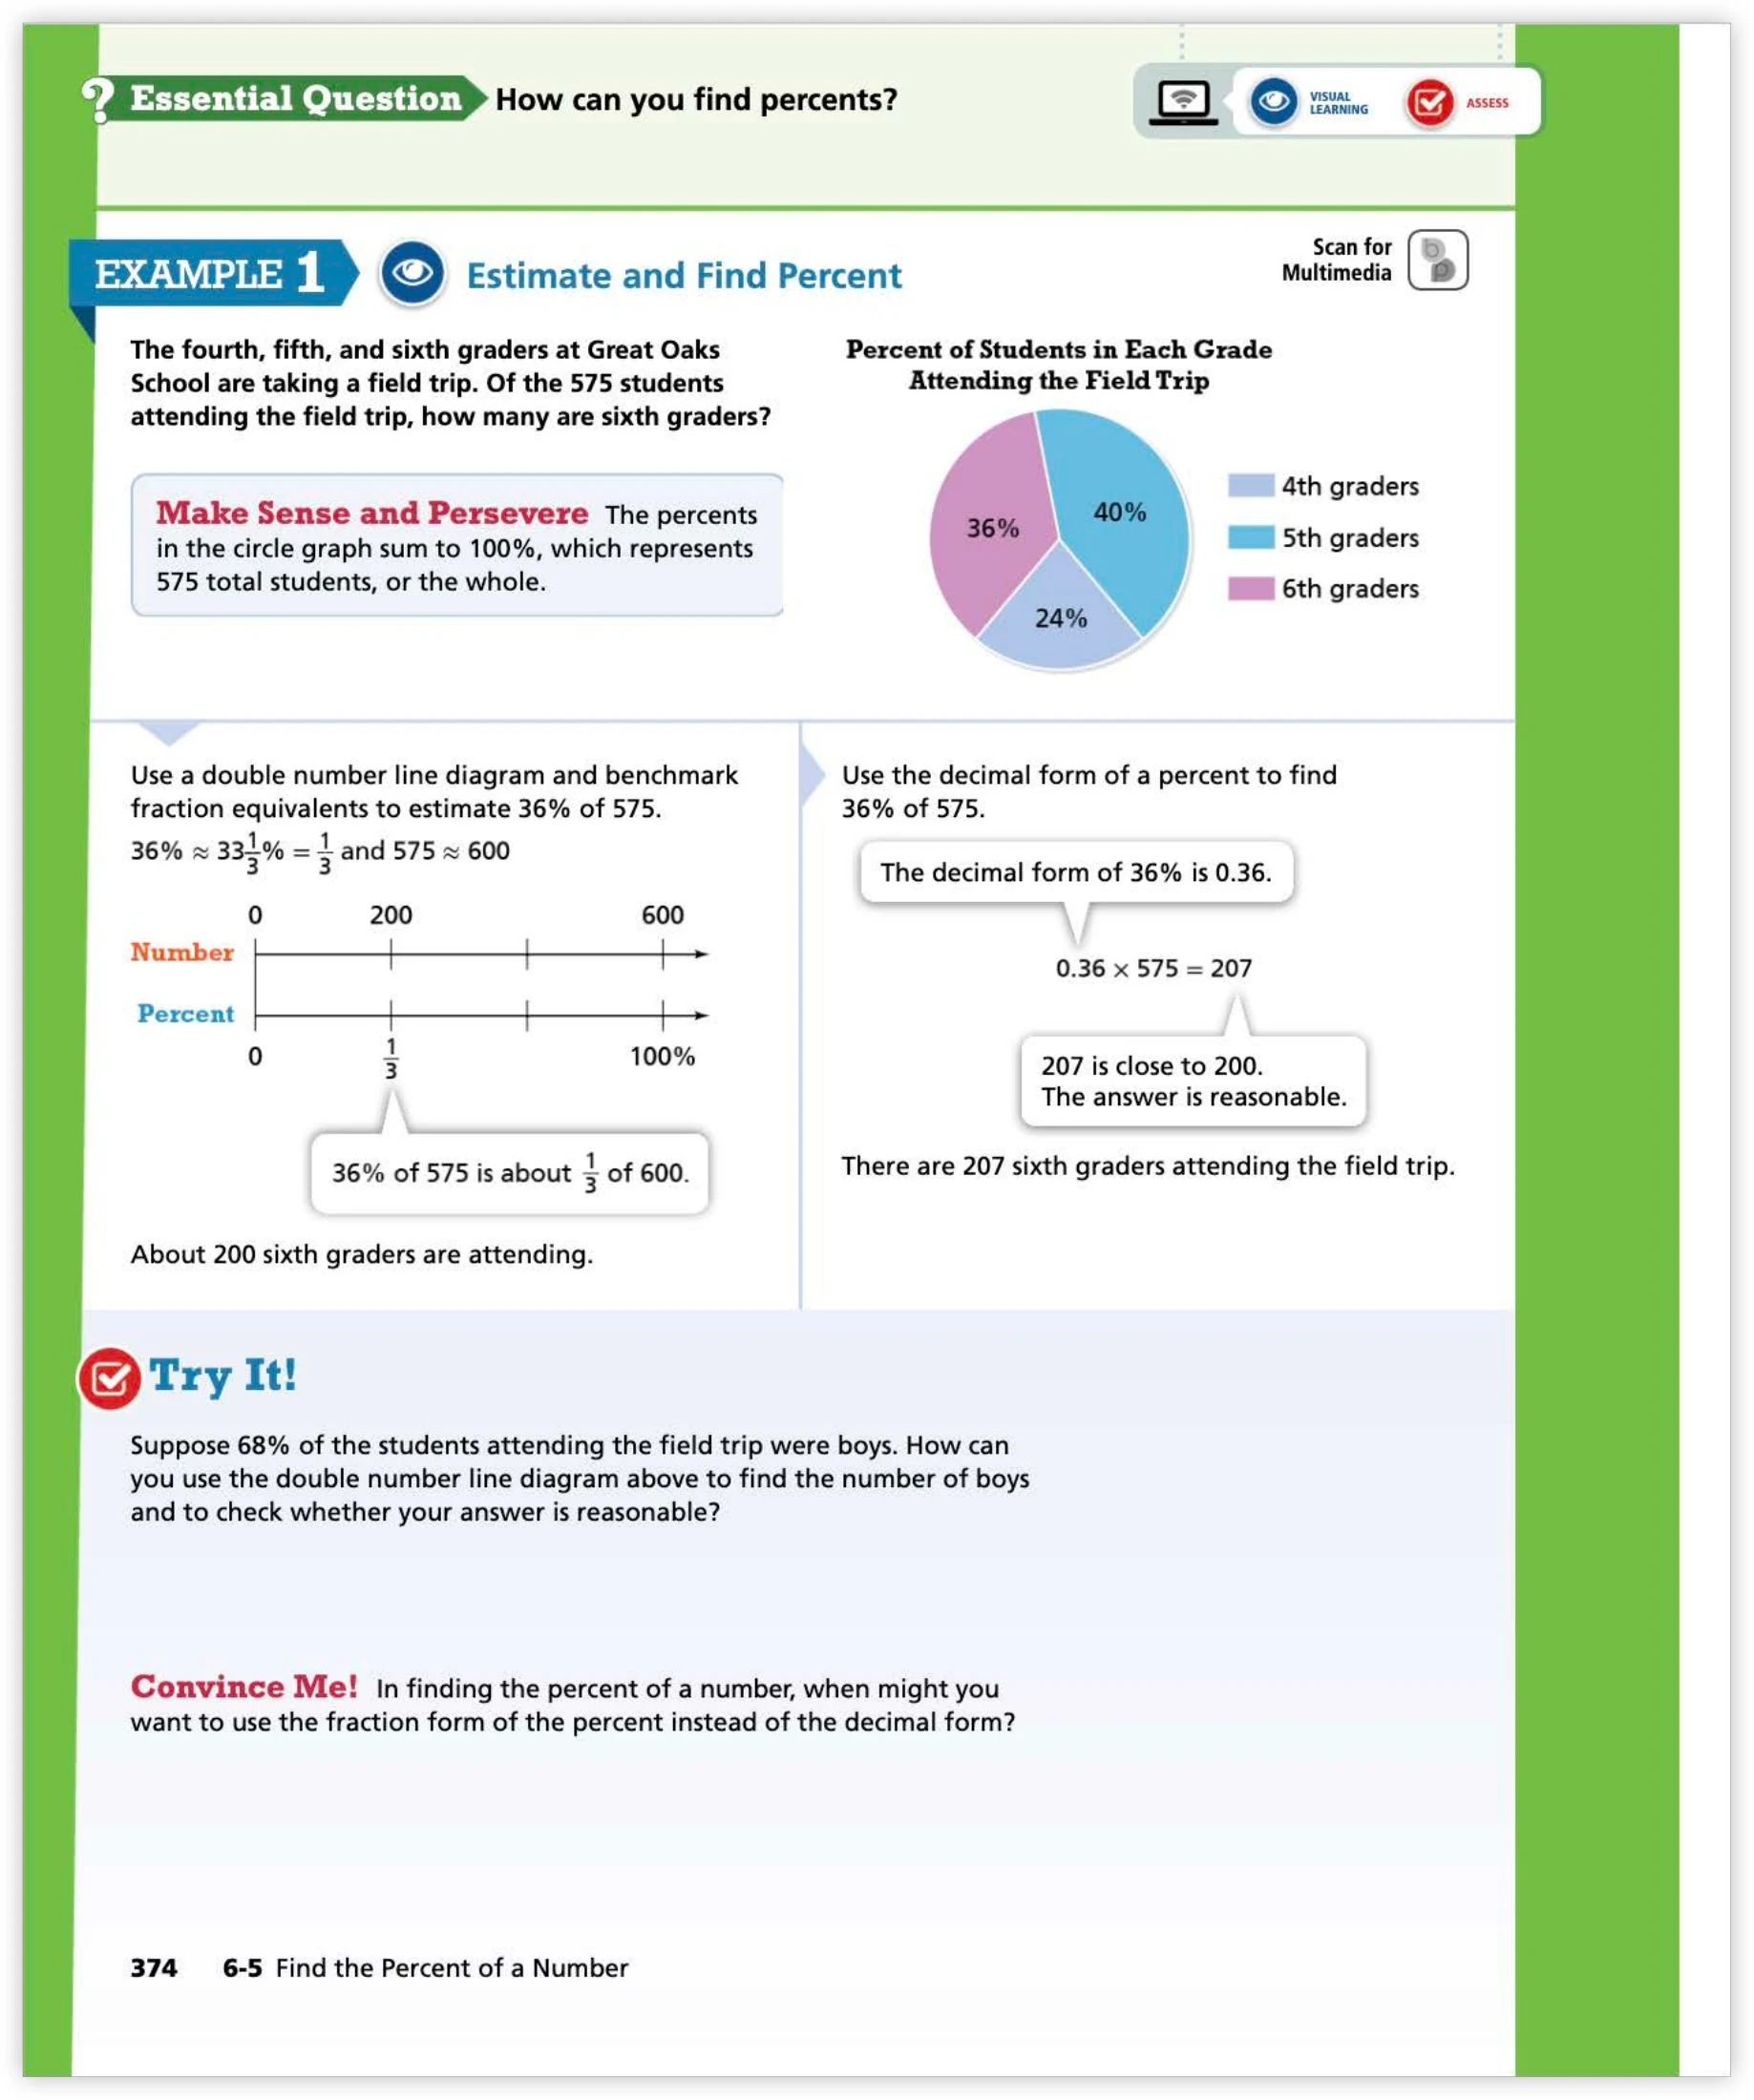 ? Essential Question How can you find percents?
VISUAL
LEARNING
ASSESS
EXAMPLE 1 Estimate and Find Percent
Scan for
Multimedia
The fourth, fifth, and sixth graders at Great Oaks
School are taking a field trip. Of the 575 students
attending the field trip, how many are sixth graders?
Make Sense and Persevere The percents
in the circle graph sum to 100%, which represents
575 total students, or the whole.
Percent of Students in Each Grade
Attending the Field Trip
36%
40%
24%
4th graders
5th graders
6th graders
Use a double number line diagram and benchmark
fraction equivalents to estimate 36% of 575.
36% ≈ 33 1/3% = 1/3 and 575 ≈ 600
0 200 600
Number
Percent
0 1/3 100%
36% of 575 is about 1/3 of 600.
About 200 sixth graders are attending.
Use the decimal form of a percent to find
36% of 575.
The decimal form of 36% is 0.36.
0.36 × 575 = 207
207 is close to 200.
The answer is reasonable.
There are 207 sixth graders attending the field trip.
Try It!
Suppose 68% of the students attending the field trip were boys. How can
you use the double number line diagram above to find the number of boys
and to check whether your answer is reasonable?
Convince Me! In finding the percent of a number, when might you
want to use the fraction form of the percent instead of the decimal form?
374 6-5 Find the Percent of a Number